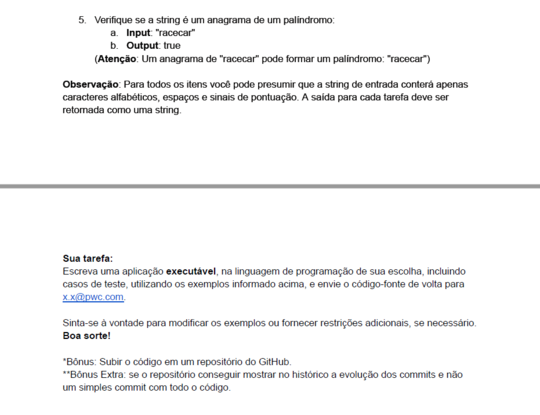 5. Verifique se a string é um anagrama de um palíndromo:
a. Input: "racecar"
b. Output: true
(Atenção: Um anagrama de "racecar" pode formar um palíndromo: "racecar")
Observação: Para todos os itens você pode presumir que a string de entrada conterá apenas
caracteres alfabéticos, espaços e sinais de pontuação. A saída para cada tarefa deve ser
retornada como uma string.
Sua tarefa:
Escreva uma aplicação executável, na linguagem de programação de sua escolha, incluindo
casos de teste, utilizando os exemplos informado acima, e envie o código-fonte de volta para
x.x@pwc.com.
Sinta-se à vontade para modificar os exemplos ou fornecer restrições adicionais, se necessário.
Boa sorte!
*Bônus: Subir o código em um repositório do GitHub.
**Bônus Extra: se o repositório conseguir mostrar no histórico a evolução dos commits e não
um simples commit com todo o código.